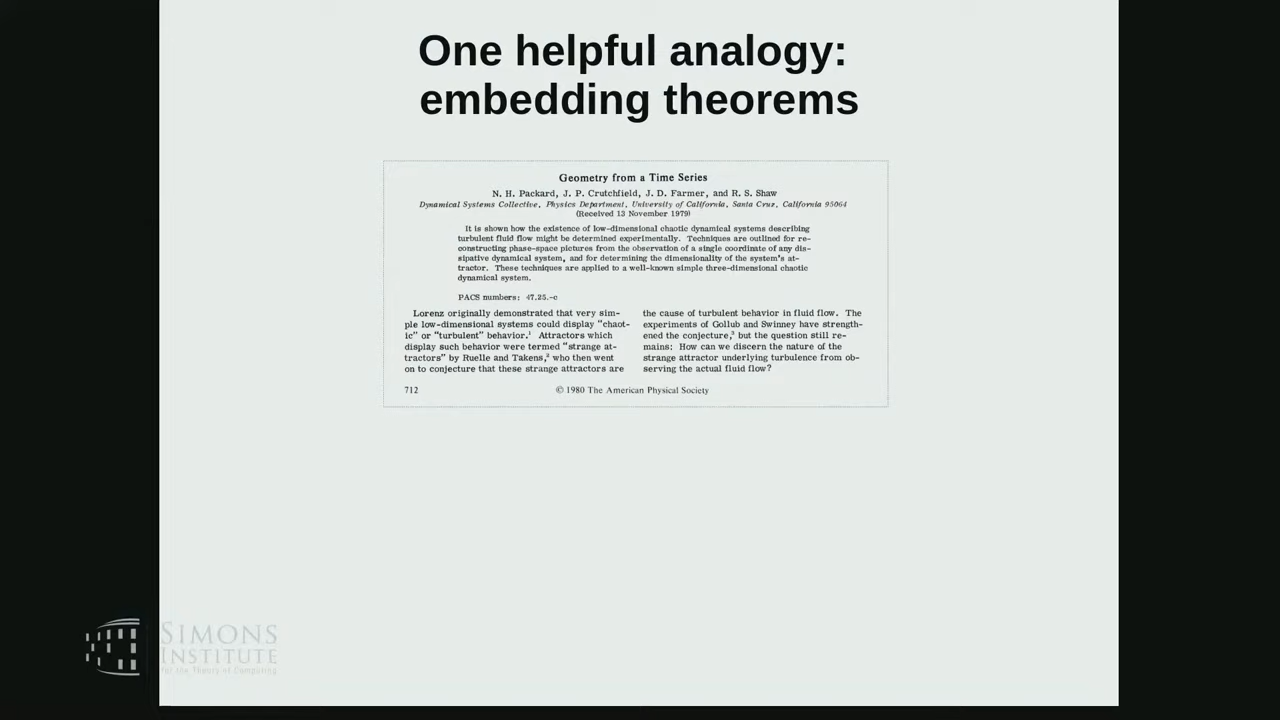 One helpful analogy:
embedding theorems
Geometry from a Time Series
N. H. Packard, J. P. Crutchfield, J. D. Farmer, and R. S. Shaw
Dynamical Systems Collective, Physics Department, University of California, Santa Cruz, California 95064
(Received 13 November 1979)
It is shown how the existence of low-dimensional chaotic dynamical systems describing
turbulent fluid flow might be determined experimentally. Techniques are outlined for re-
constructing phase-space pictures from the observation of a single coordinate of any dis-
sipative dynamical system, and for determining the dimensionality of the system's at-
tractor. These techniques are applied to a well-known simple three-dimensional chaotic
dynamical system.
PACS numbers: 47.25.-c
Lorenz originally demonstrated that very sim-
ple low-dimensional systems could display "chaot-
ic" or "turbulent" behavior.¹ Attractors which
display such behavior were termed "strange at-
tractors" by Ruelle and Takens,² who then went
on to conjecture that these strange attractors are
the cause of turbulent behavior in fluid flow. The
experiments of Gollub and Swinney have strength-
ened the conjecture,³ but the question still re-
mains: How can we discern the nature of the
strange attractor underlying turbulence from ob-
serving the actual fluid flow?
712
© 1980 The American Physical Society
SIMONS
INSTITUTE
for the Theory of Computing